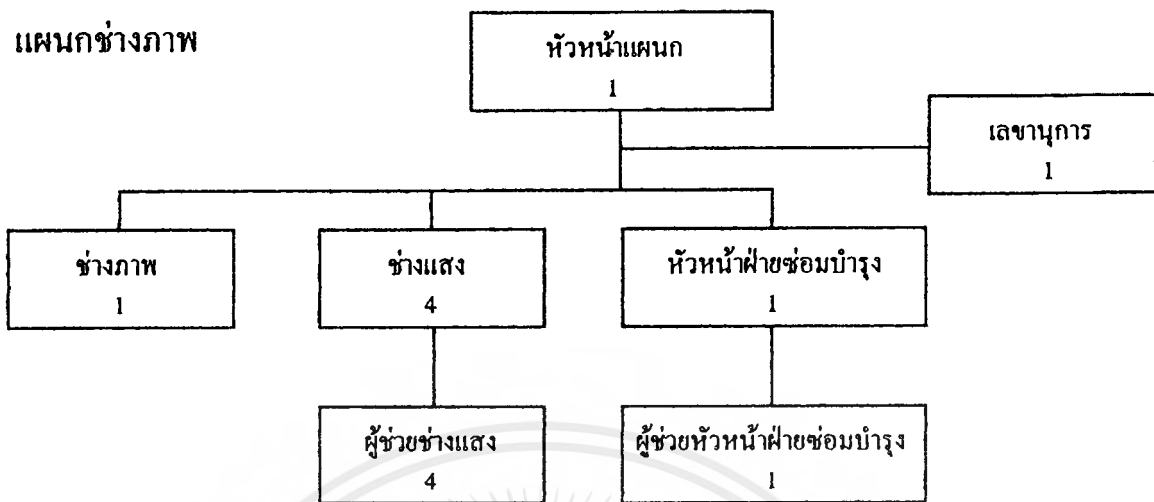 แผนกช่างภาพ
หัวหน้าแผนก
1
เลขานุการ
1
ช่างภาพ
1
ช่างแสง
4
หัวหน้าฝ่ายซ่อมบำรุง
1
ผู้ช่วยช่างแสง
4
ผู้ช่วยหัวหน้าฝ่ายซ่อมบำรุง
1